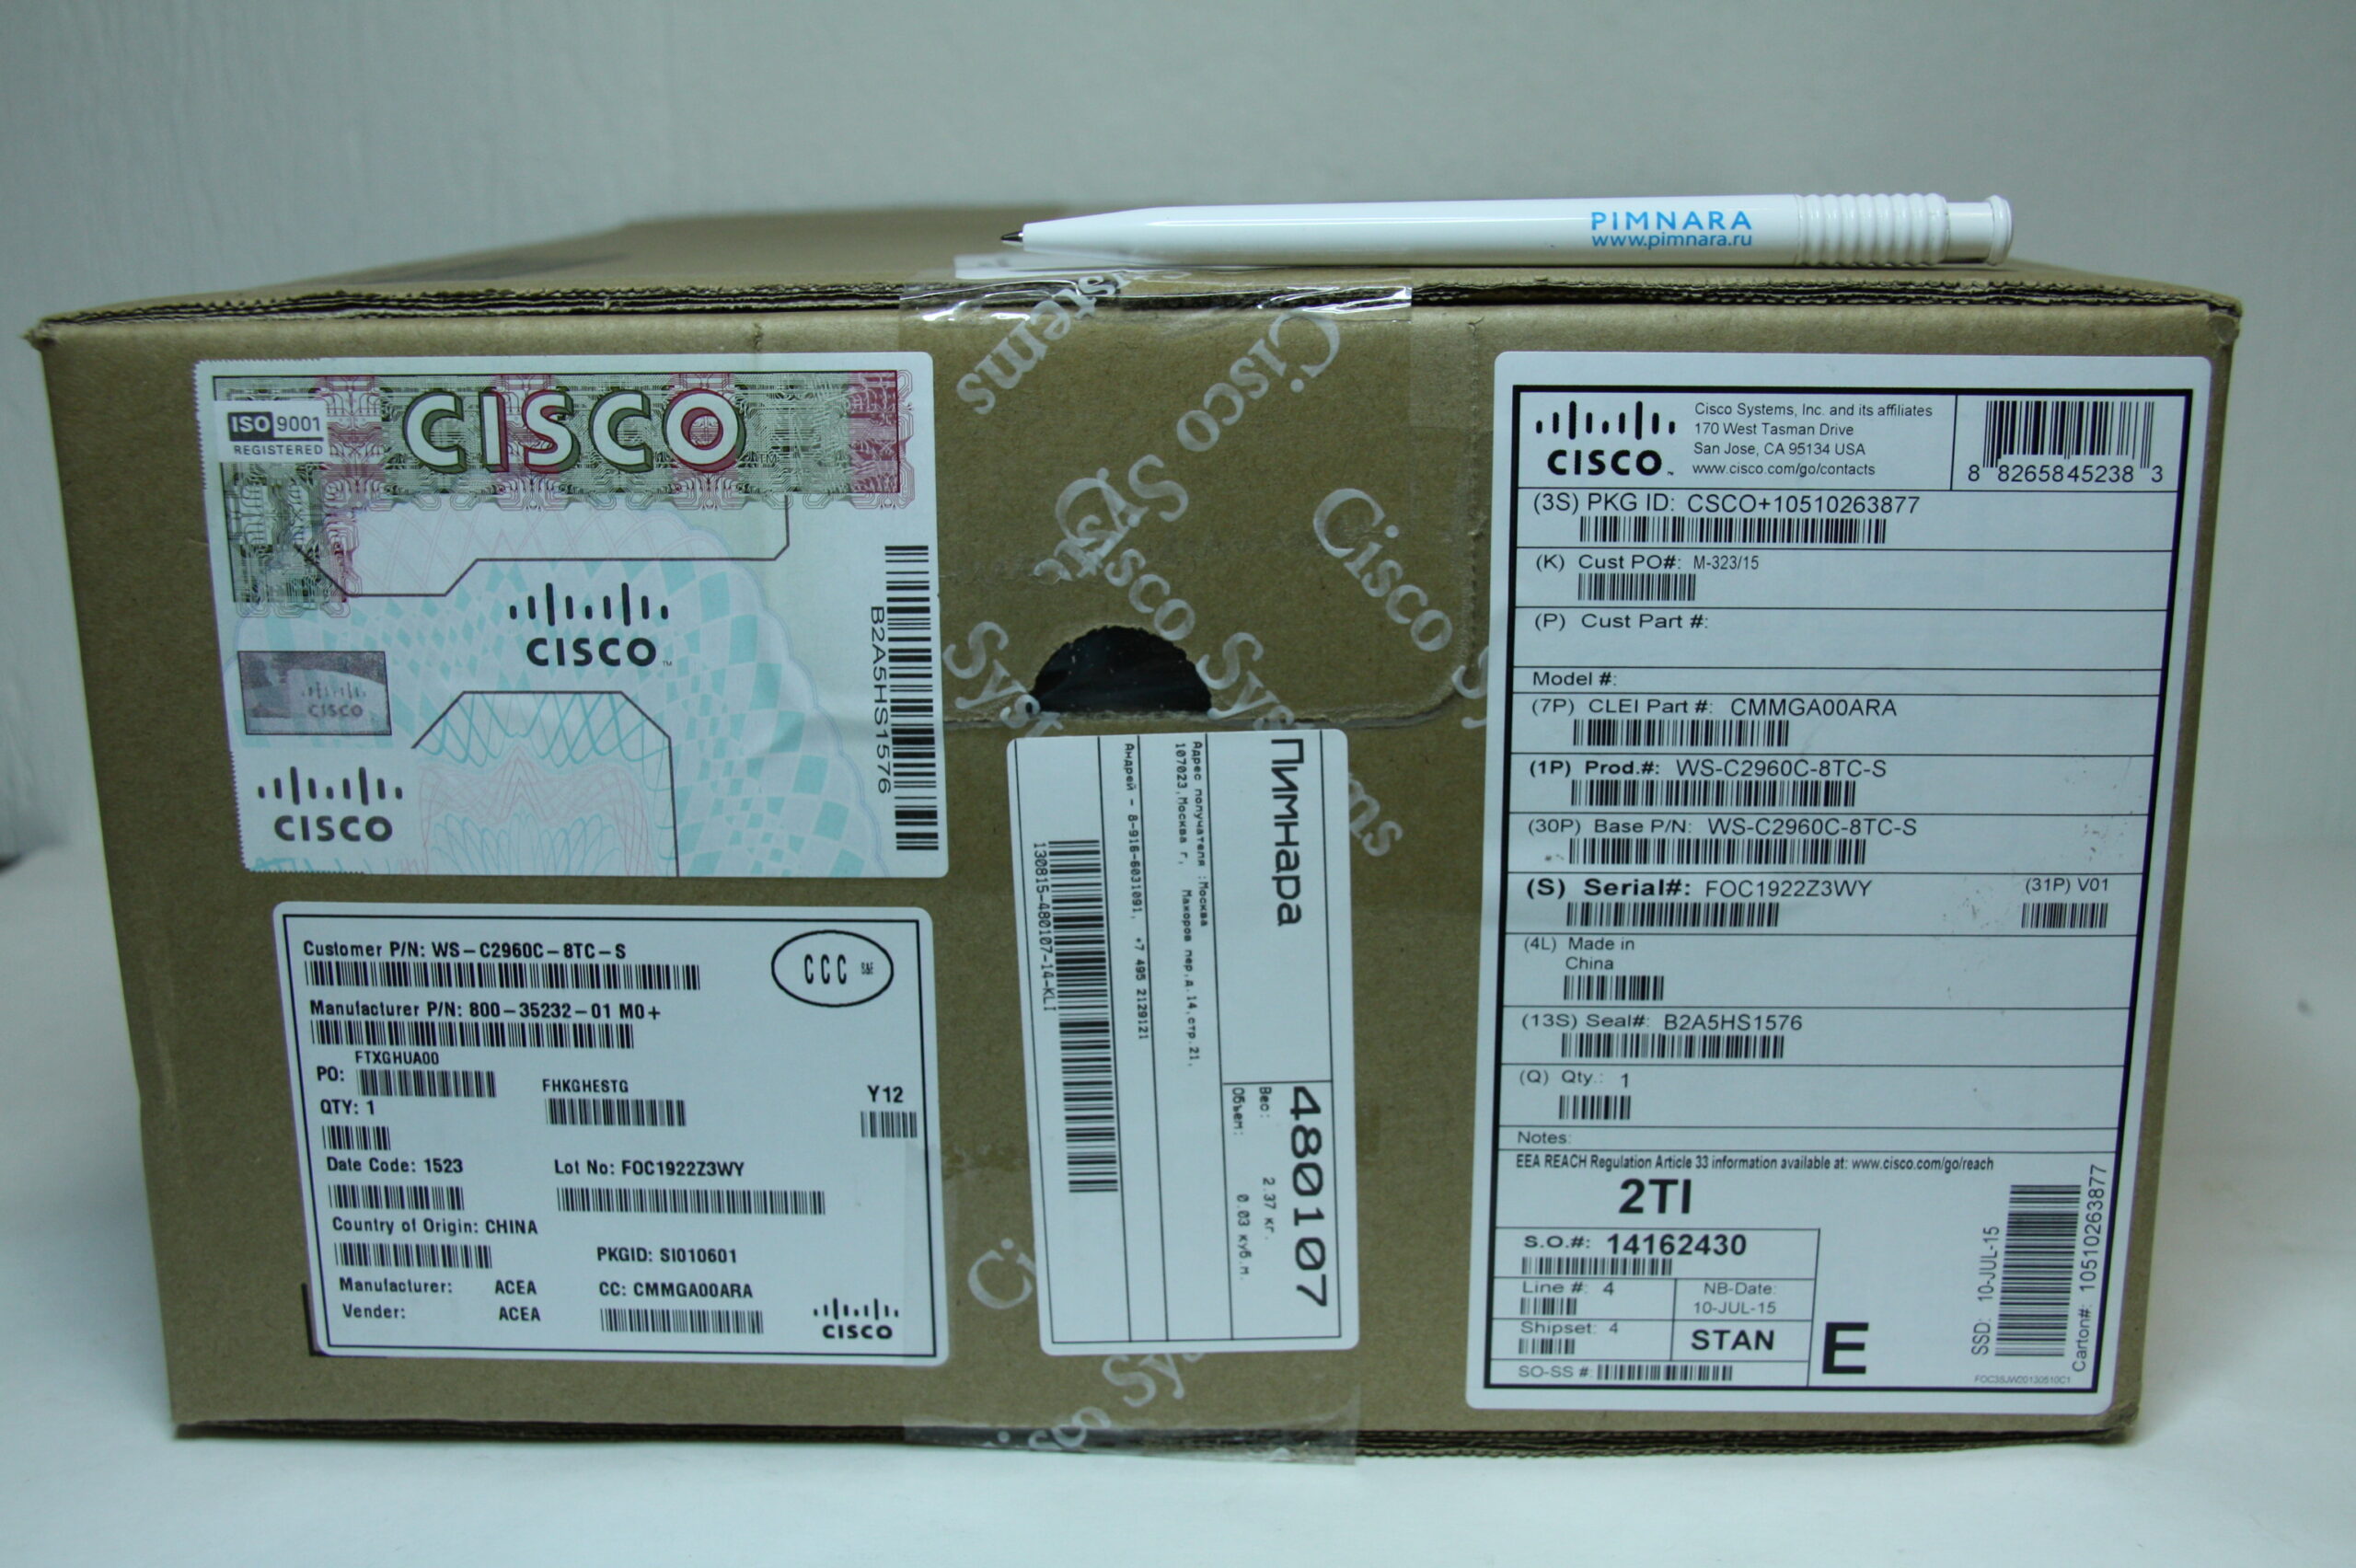 PIMNARA
www.pimnara.ru
ISO 9001
REGISTERED
CISCO
CISCO
CISCO
CISCO
B2A5HS1576
Customer P/N: WS-C2960C-8TC-S
CCC
Manufacturer P/N: 800-35232-01 M0+
FTXGHUA00
PO:
FHKGHESTG
Y12
QTY: 1
Date Code: 1523
Lot No: FOC1922Z3WY
Country of Origin: CHINA
PKGID: SI010601
Manufacturer: ACEA
CC: CMMGA00ARA
Vender: ACEA
CISCO
stems
Cisco Sy
Cisco Systems
Cisco
Пимнара
480107
Вес: 2.37 кг.
Объем: 0.03 куб.м.
Адрес получателя :Москва
107023,Москва г, Мажоров пер,д.14,стр.21,
Андрей - 8-916-6031091, +7 495 2129121
130815-480107-14-KLI
Cisco Sy
CISCO
Cisco Systems, Inc. and its affiliates
170 West Tasman Drive
San Jose, CA 95134 USA
www.cisco.com/go/contacts
8 82658 45238 3
(3S) PKG ID: CSCO+10510263877
(K) Cust PO#: M-323/15
(P) Cust Part #:
Model #:
(7P) CLEI Part #: CMMGA00ARA
(1P) Prod.#: WS-C2960C-8TC-S
(30P) Base P/N: WS-C2960C-8TC-S
(S) Serial#: FOC1922Z3WY
(31P) V01
(4L) Made in
China
(13S) Seal#: B2A5HS1576
(Q) Qty.: 1
Notes:
EEA REACH Regulation Article 33 information available at: www.cisco.com/go/reach
2TI
S.O.#: 14162430
Line #: 4
NB-Date:
10-JUL-15
Shipset: 4
STAN
SO-SS #:
E
SSD: 10-JUL-15
Carton#: 10510263877